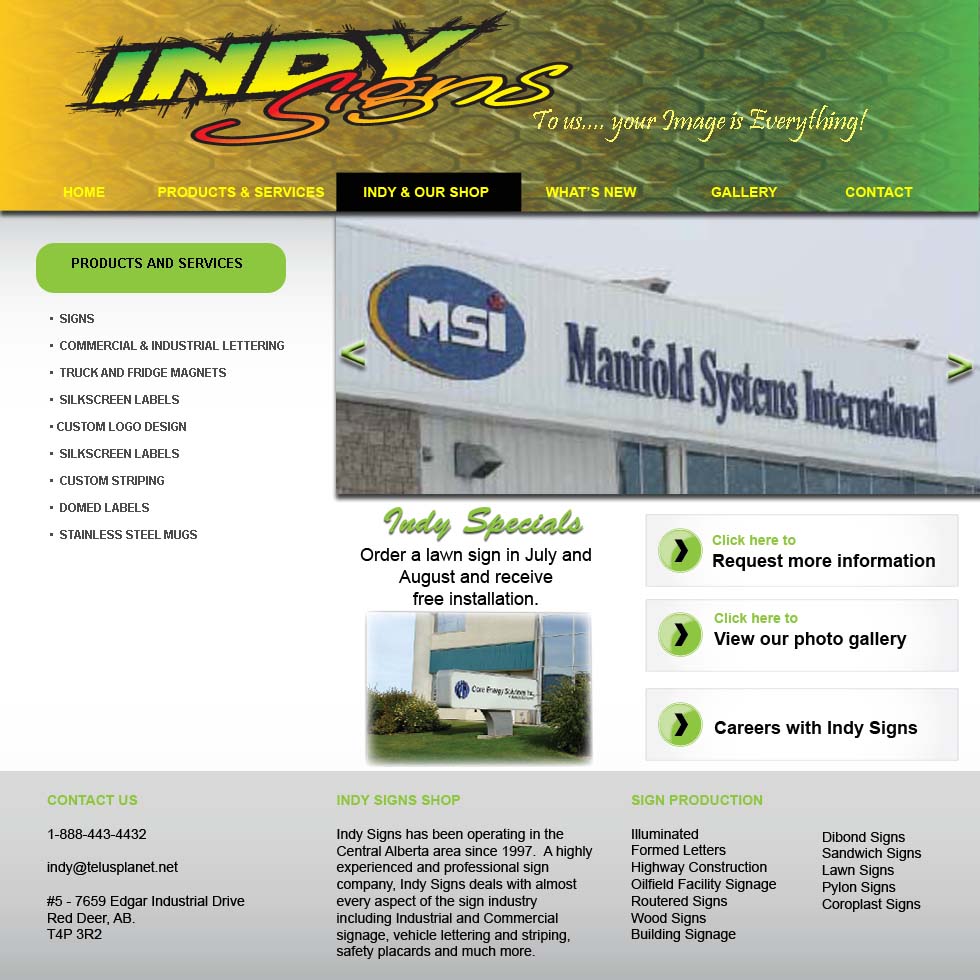 INDY
Signs
To us.... your Image is Everything!
HOME PRODUCTS & SERVICES INDY & OUR SHOP WHAT'S NEW GALLERY CONTACT
PRODUCTS AND SERVICES
· SIGNS
· COMMERCIAL & INDUSTRIAL LETTERING
· TRUCK AND FRIDGE MAGNETS
· SILKSCREEN LABELS
· CUSTOM LOGO DESIGN
· SILKSCREEN LABELS
· CUSTOM STRIPING
· DOMED LABELS
· STAINLESS STEEL MUGS
MSI
Manifold Systems International
< >
Indy Specials
Order a lawn sign in July and
August and receive
free installation.
Core Energy Solutions Inc.
Click here to
Request more information
Click here to
View our photo gallery
Careers with Indy Signs
CONTACT US
1-888-443-4432
indy@telusplanet.net
#5 - 7659 Edgar Industrial Drive
Red Deer, AB.
T4P 3R2
INDY SIGNS SHOP
Indy Signs has been operating in the
Central Alberta area since 1997. A highly
experienced and professional sign
company, Indy Signs deals with almost
every aspect of the sign industry
including Industrial and Commercial
signage, vehicle lettering and striping,
safety placards and much more.
SIGN PRODUCTION
Illuminated
Formed Letters
Highway Construction
Oilfield Facility Signage
Routered Signs
Wood Signs
Building Signage
Dibond Signs
Sandwich Signs
Lawn Signs
Pylon Signs
Coroplast Signs